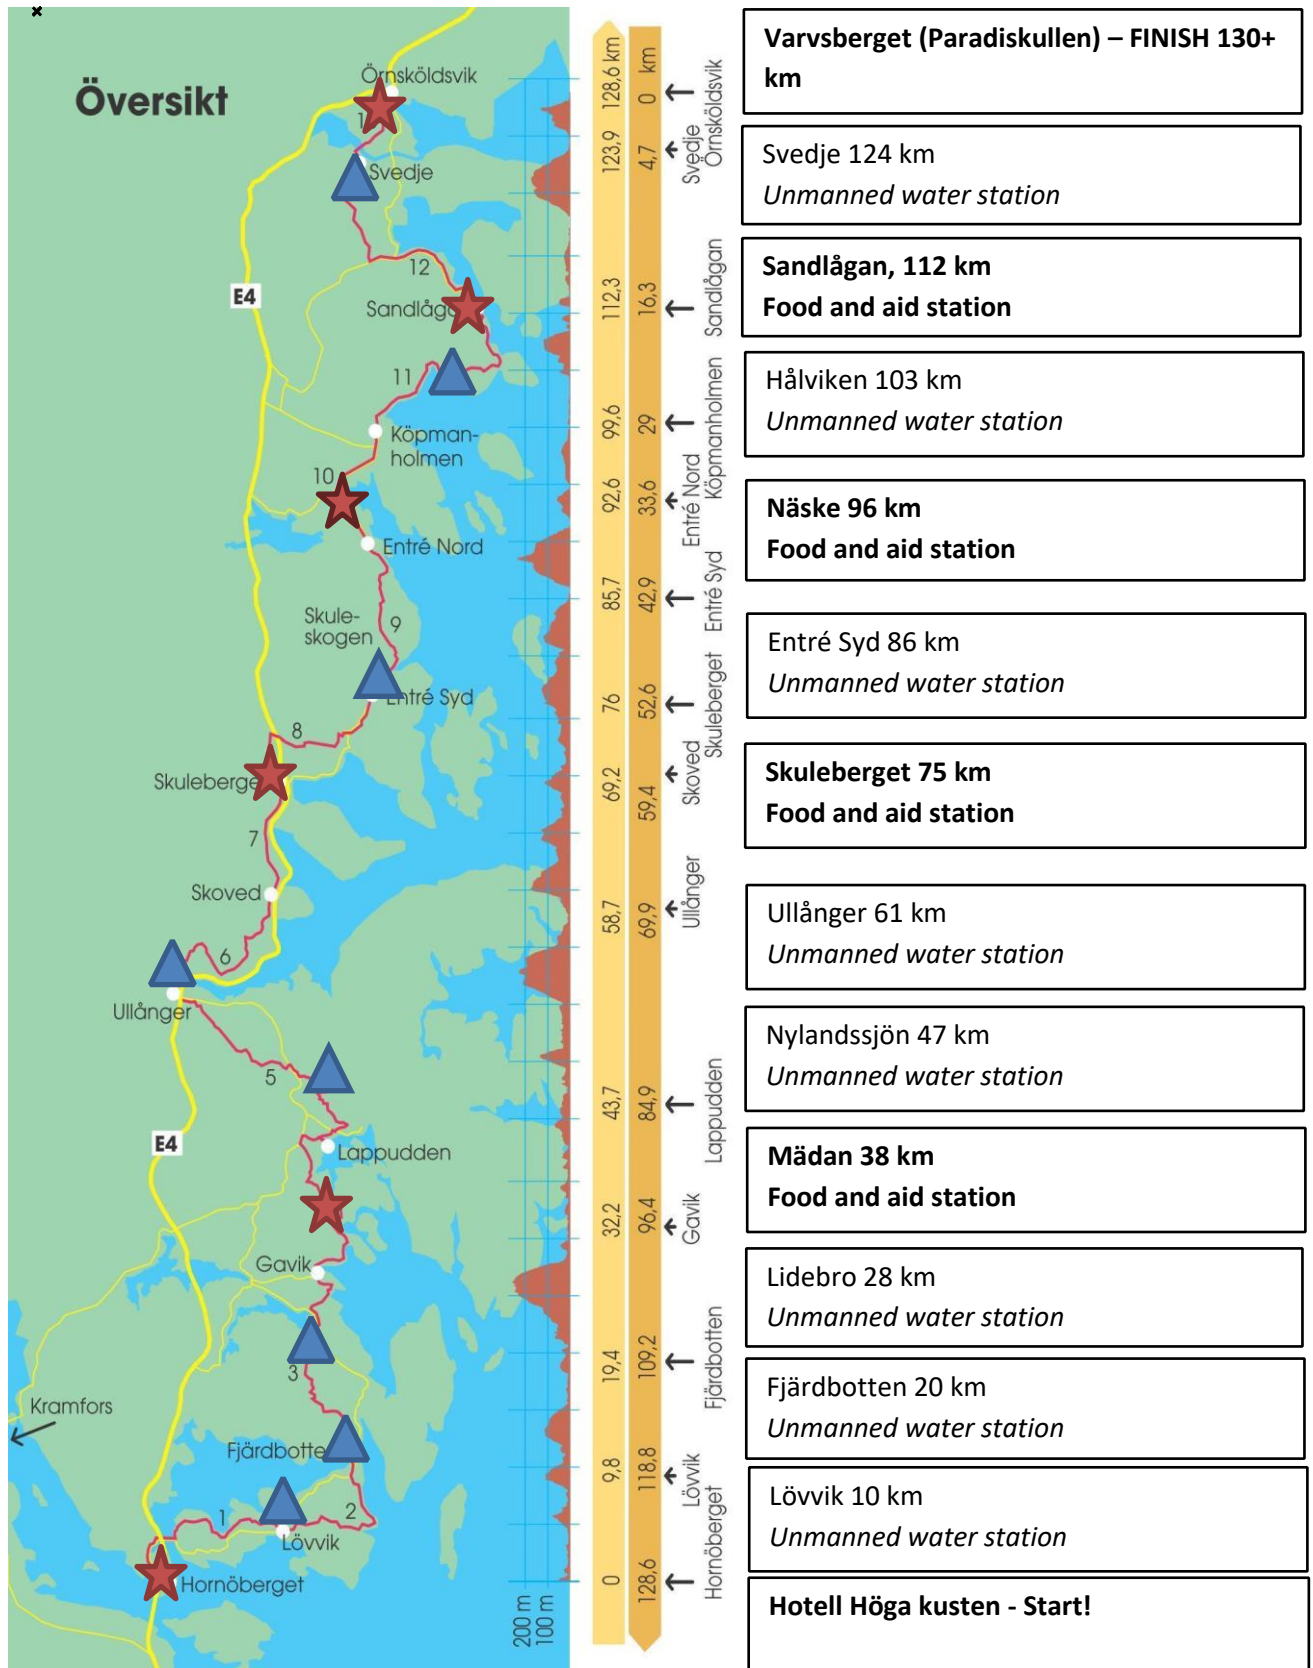 Översikt
Örnsköldsvik
1
Svedje
12
E4
Sandlåga
11
Köpman-
holmen
10
Entré Nord
Skule-
skogen
9
Entré Syd
8
Skuleberge
7
Skoved
6
Ullånger
5
E4
Lappudden
Gavik
3
Kramfors
Fjärdbotte
1
2
Lövvik
Hornöberget
200 m
100 m
128,6 km
123,9
112,3
99,6
92,6
85,7
76
69,2
58,7
43,7
32,2
19,4
9,8
0
km
0
4,7
16,3
29
33,6
42,9
52,6
59,4
69,9
84,9
96,4
109,2
118,8
128,6
Örnsköldsvik
Svedje
Sandlågan
Köpmanholmen
Entré Nord
Entré Syd
Skuleberget
Skoved
Ullånger
Lappudden
Gavik
Fjärdbotten
Lövvik
Hornöberget
Varvsberget (Paradiskullen) – FINISH 130+
km
Svedje 124 km
Unmanned water station
Sandlågan, 112 km
Food and aid station
Hålviken 103 km
Unmanned water station
Näske 96 km
Food and aid station
Entré Syd 86 km
Unmanned water station
Skuleberget 75 km
Food and aid station
Ullånger 61 km
Unmanned water station
Nylandssjön 47 km
Unmanned water station
Mädan 38 km
Food and aid station
Lidebro 28 km
Unmanned water station
Fjärdbotten 20 km
Unmanned water station
Lövvik 10 km
Unmanned water station
Hotell Höga kusten - Start!